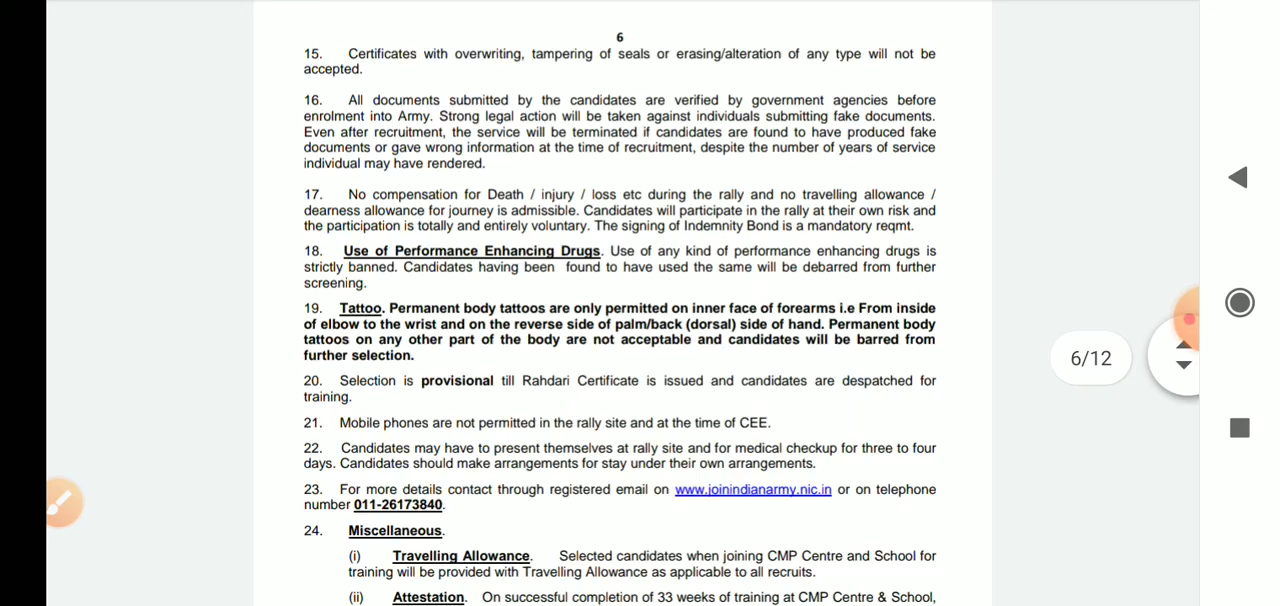 6
15. Certificates with overwriting, tampering of seals or erasing/alteration of any type will not be
accepted.
16. All documents submitted by the candidates are verified by government agencies before
enrolment into Army. Strong legal action will be taken against individuals submitting fake documents.
Even after recruitment, the service will be terminated if candidates are found to have produced fake
documents or gave wrong information at the time of recruitment, despite the number of years of service
individual may have rendered.
17. No compensation for Death / injury / loss etc during the rally and no travelling allowance /
dearness allowance for journey is admissible. Candidates will participate in the rally at their own risk and
the participation is totally and entirely voluntary. The signing of Indemnity Bond is a mandatory reqmt.
18. Use of Performance Enhancing Drugs. Use of any kind of performance enhancing drugs is
strictly banned. Candidates having been found to have used the same will be debarred from further
screening.
19. Tattoo. Permanent body tattoos are only permitted on inner face of forearms i.e From inside
of elbow to the wrist and on the reverse side of palm/back (dorsal) side of hand. Permanent body
tattoos on any other part of the body are not acceptable and candidates will be barred from
further selection.
20. Selection is provisional till Rahdari Certificate is issued and candidates are despatched for
training.
21. Mobile phones are not permitted in the rally site and at the time of CEE.
22. Candidates may have to present themselves at rally site and for medical checkup for three to four
days. Candidates should make arrangements for stay under their own arrangements.
23. For more details contact through registered email on www.joinindianarmy.nic.in or on telephone
number 011-26173840.
24. Miscellaneous.
(i) Travelling Allowance. Selected candidates when joining CMP Centre and School for
training will be provided with Travelling Allowance as applicable to all recruits.
(ii) Attestation. On successful completion of 33 weeks of training at CMP Centre & School,
6/12